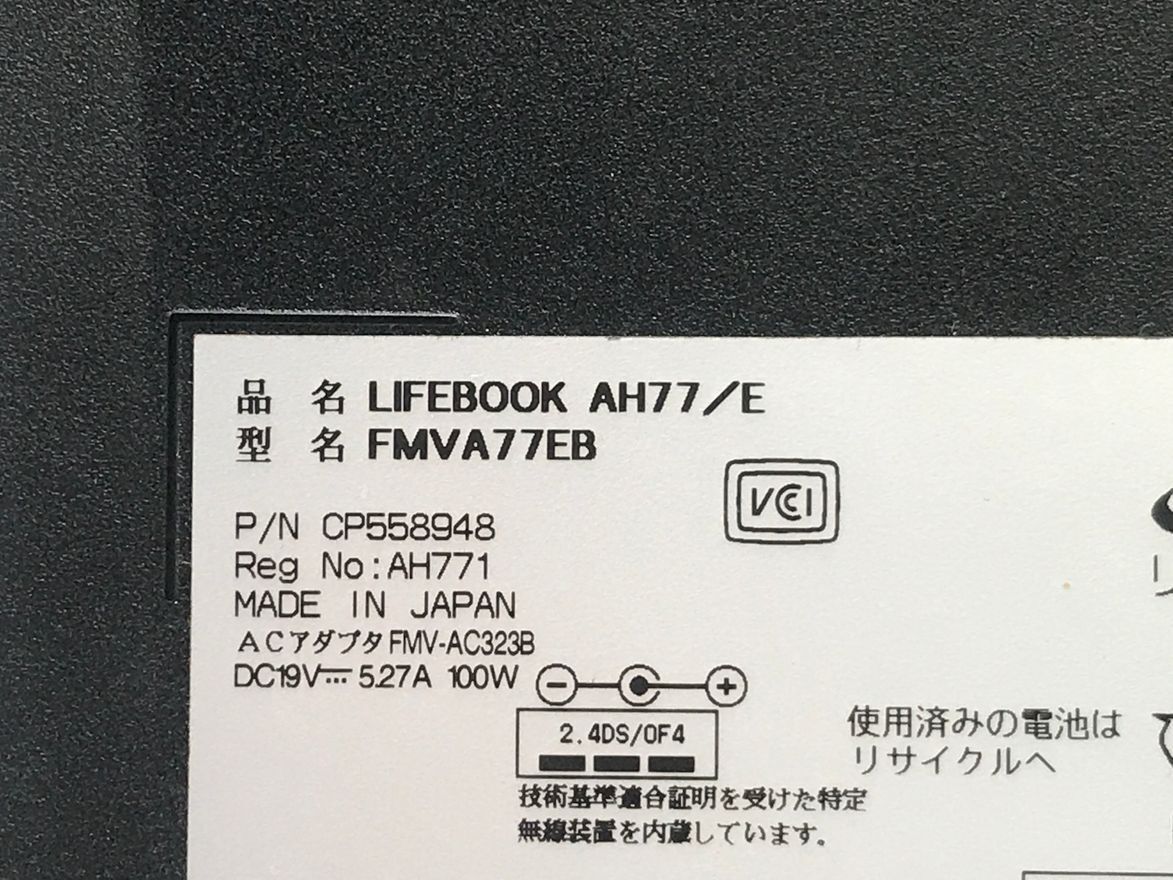 品 名 LIFEBOOK AH77/E
型 名 FMVA77EB
VCCI
P/N CP558948
Reg No:AH771
MADE IN JAPAN
ACアダプタ FMV-AC323B
DC19V⎓ 5.27A 100W
2.4DS/OF4
使用済みの電池は
リサイクルへ
技術基準適合証明を受けた特定
無線装置を内蔵しています。